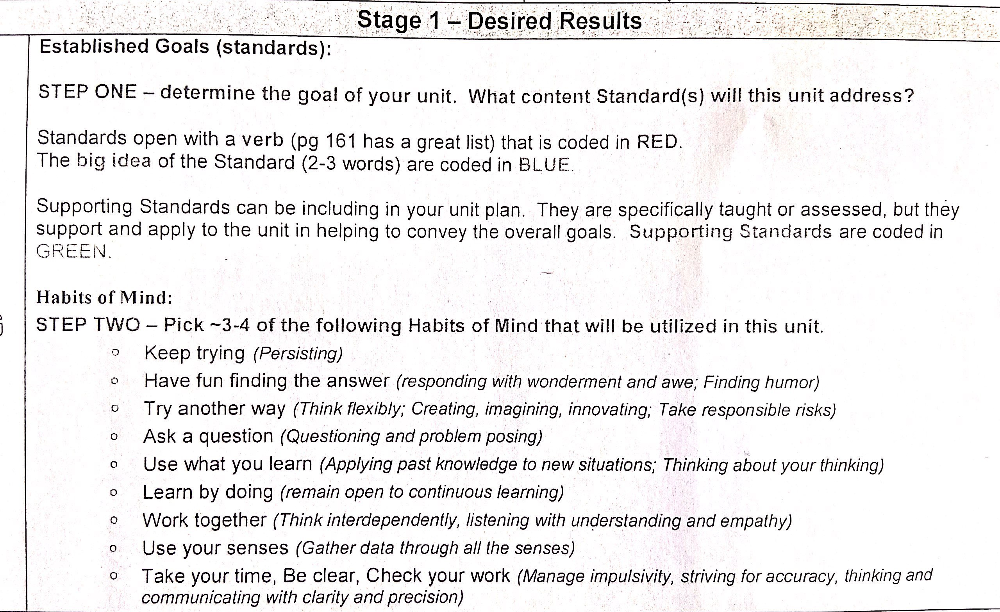 Stage 1 – Desired Results
Established Goals (standards):
STEP ONE – determine the goal of your unit. What content Standard(s) will this unit address?
Standards open with a verb (pg 161 has a great list) that is coded in RED.
The big idea of the Standard (2-3 words) are coded in BLUE.
Supporting Standards can be including in your unit plan. They are specifically taught or assessed, but they
support and apply to the unit in helping to convey the overall goals. Supporting Standards are coded in
GREEN.
Habits of Mind:
STEP TWO – Pick ~3-4 of the following Habits of Mind that will be utilized in this unit.
o Keep trying (Persisting)
o Have fun finding the answer (responding with wonderment and awe; Finding humor)
o Try another way (Think flexibly; Creating, imagining, innovating; Take responsible risks)
o Ask a question (Questioning and problem posing)
o Use what you learn (Applying past knowledge to new situations; Thinking about your thinking)
o Learn by doing (remain open to continuous learning)
o Work together (Think interdependently, listening with understanding and empathy)
o Use your senses (Gather data through all the senses)
o Take your time, Be clear, Check your work (Manage impulsivity, striving for accuracy, thinking and
communicating with clarity and precision)